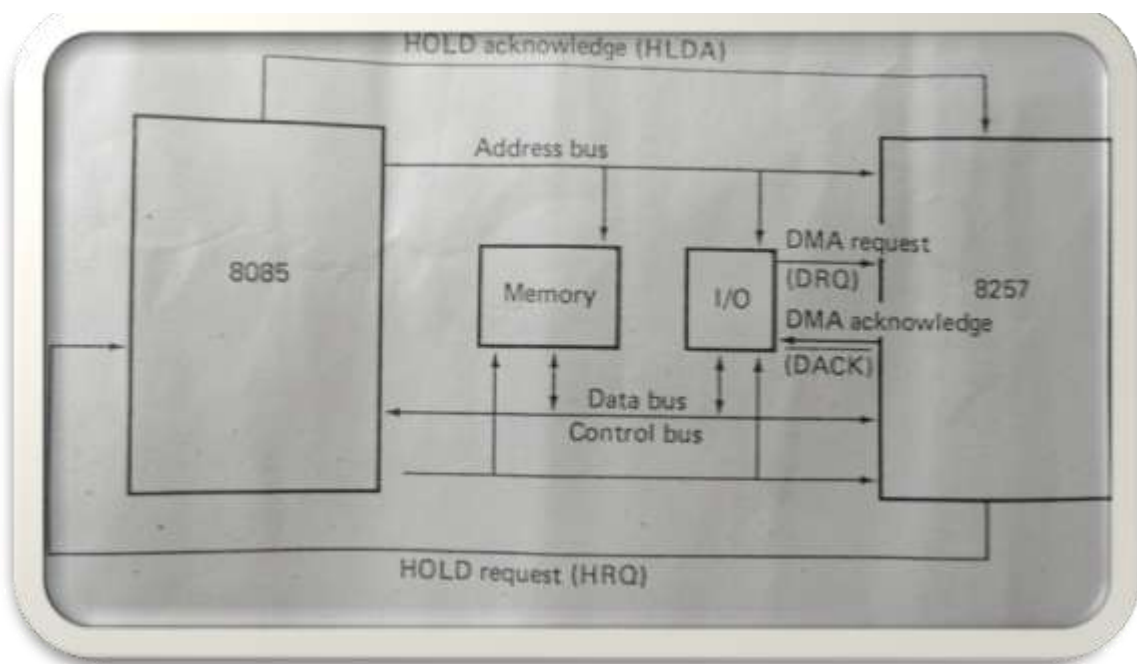 HOLD acknowledge (HLDA)
Address bus
8085
Memory
I/O
DMA request
(DRQ)
8257
DMA acknowledge
(DACK)
Data bus
Control bus
HOLD request (HRQ)